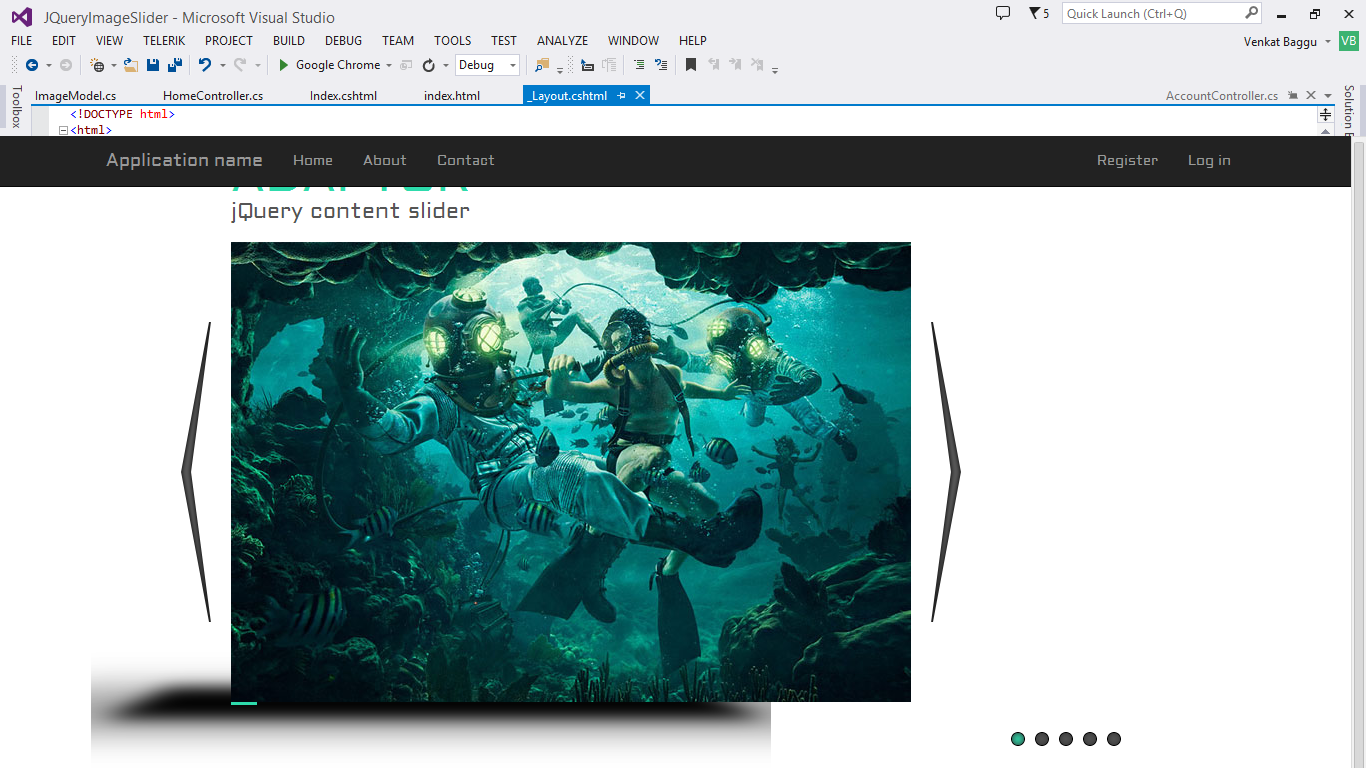 JQueryImageSlider - Microsoft Visual Studio
5
Quick Launch (Ctrl+Q)
FILE EDIT VIEW TELERIK PROJECT BUILD DEBUG TEAM TOOLS TEST ANALYZE WINDOW HELP
Venkat Baggu VB
Google Chrome Debug
Toolbox
ImageModel.cs HomeController.cs Index.cshtml index.html _Layout.cshtml AccountController.cs
Solution E
<!DOCTYPE html>
<html>
Application name Home About Contact Register Log in
jQuery content slider